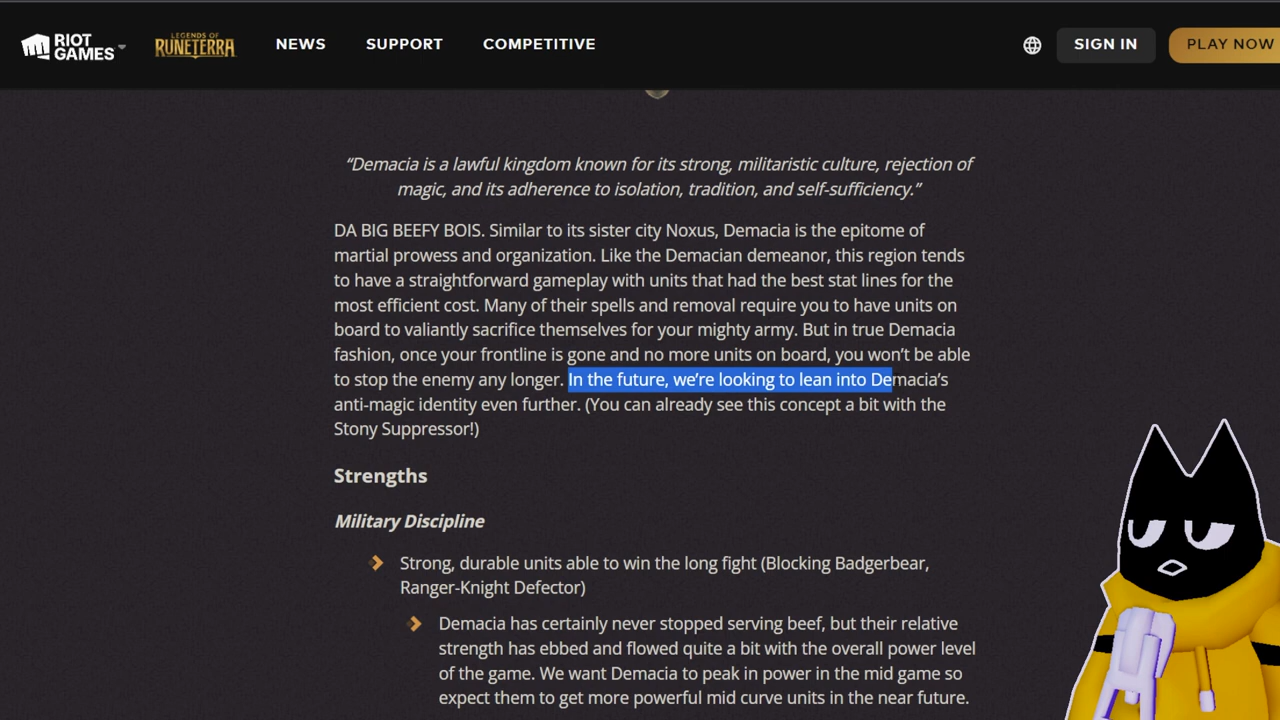 RIOT
GAMES
LEGENDS OF
RUNETERRA
NEWS
SUPPORT
COMPETITIVE
SIGN IN
PLAY NOW
“Demacia is a lawful kingdom known for its strong, militaristic culture, rejection of
magic, and its adherence to isolation, tradition, and self-sufficiency.”
DA BIG BEEFY BOIS. Similar to its sister city Noxus, Demacia is the epitome of
martial prowess and organization. Like the Demacian demeanor, this region tends
to have a straightforward gameplay with units that had the best stat lines for the
most efficient cost. Many of their spells and removal require you to have units on
board to valiantly sacrifice themselves for your mighty army. But in true Demacia
fashion, once your frontline is gone and no more units on board, you won’t be able
to stop the enemy any longer. In the future, we’re looking to lean into Demacia’s
anti-magic identity even further. (You can already see this concept a bit with the
Stony Suppressor!)
Strengths
Military Discipline
Strong, durable units able to win the long fight (Blocking Badgerbear,
Ranger-Knight Defector)
Demacia has certainly never stopped serving beef, but their relative
strength has ebbed and flowed quite a bit with the overall power level
of the game. We want Demacia to peak in power in the mid game so
expect them to get more powerful mid curve units in the near future.